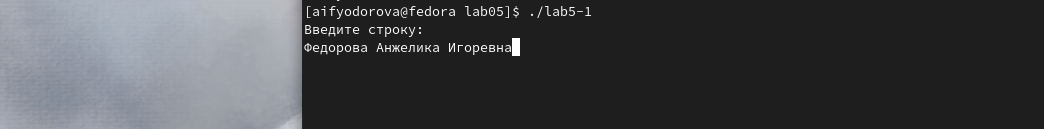 [aifyodorova@fedora lab05]$ ./lab5-1
Введите строку:
Федорова Анжелика Игоревна